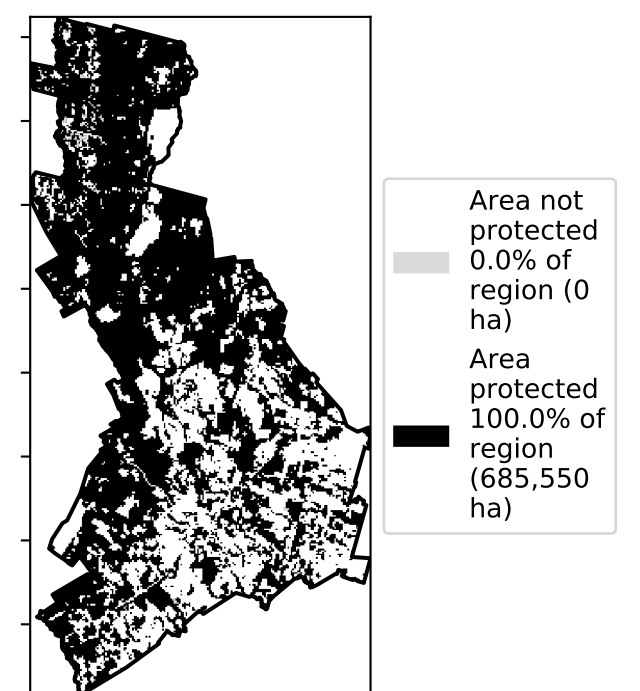 Area not
protected
0.0% of
region (0
ha)
Area
protected
100.0% of
region
(685,550
ha)